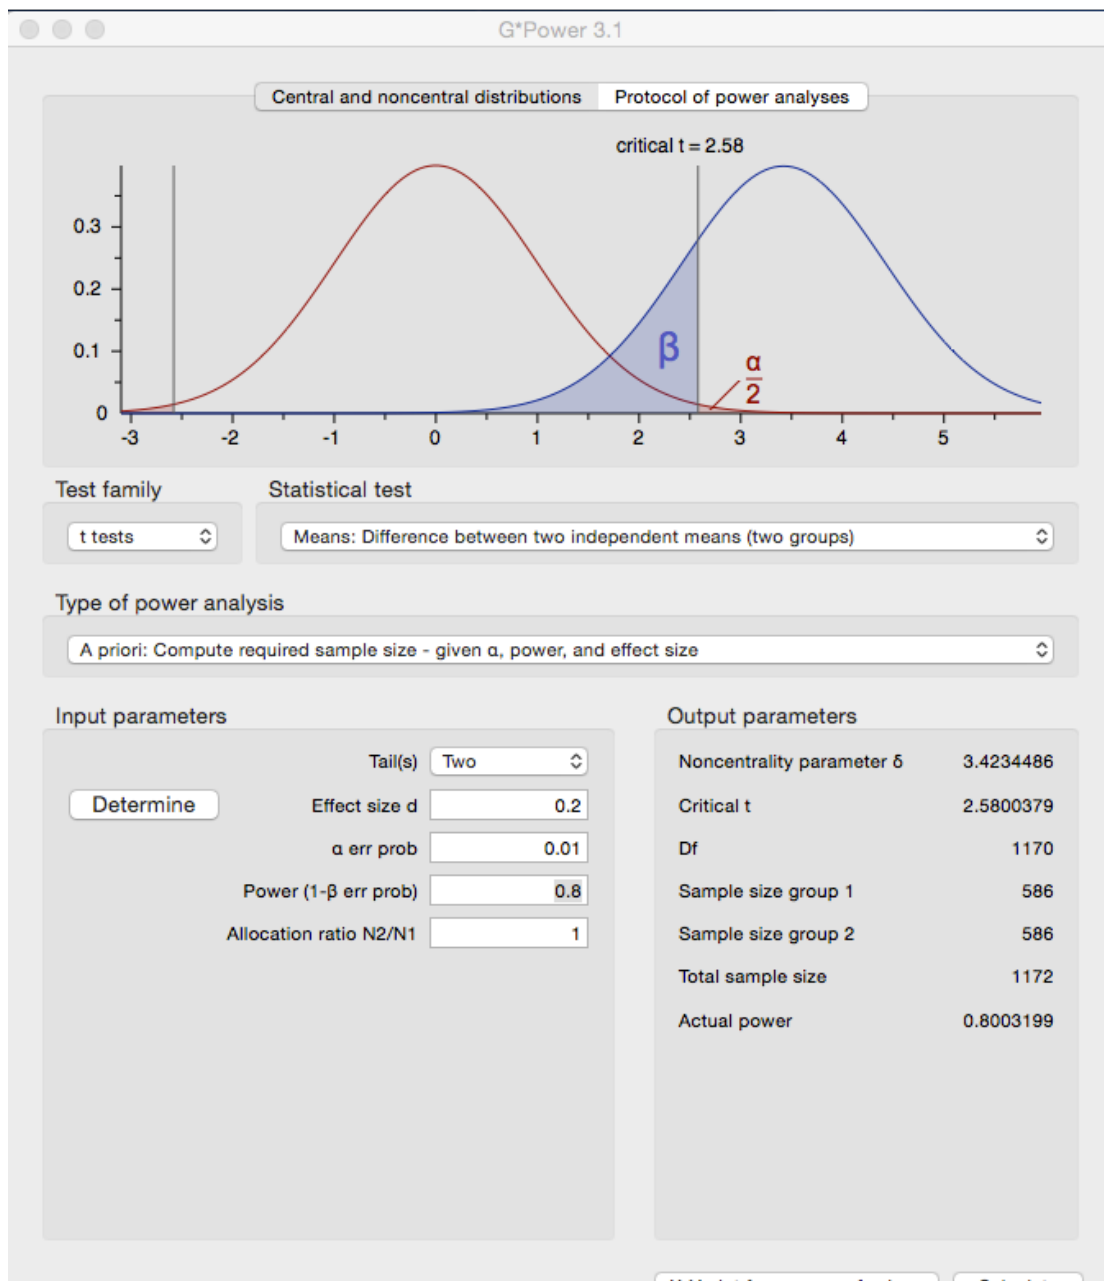 G*Power 3.1
Central and noncentral distributions Protocol of power analyses
critical t = 2.58
0.3
0.2
0.1
0
β
α
2
-3 -2 -1 0 1 2 3 4 5
Test family Statistical test
t tests Means: Difference between two independent means (two groups)
Type of power analysis
A priori: Compute required sample size - given α, power, and effect size
Input parameters Output parameters
Tail(s) Two Noncentrality parameter δ 3.4234486
Determine Effect size d 0.2 Critical t 2.5800379
α err prob 0.01 Df 1170
Power (1-β err prob) 0.8 Sample size group 1 586
Allocation ratio N2/N1 1 Sample size group 2 586
Total sample size 1172
Actual power 0.8003199